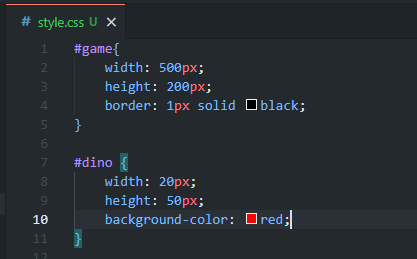 # style.css U ×
1 #game{
2 width: 500px;
3 height: 200px;
4 border: 1px solid black;
5 }
6
7 #dino {
8 width: 20px;
9 height: 50px;
10 background-color: red;
11 }
12